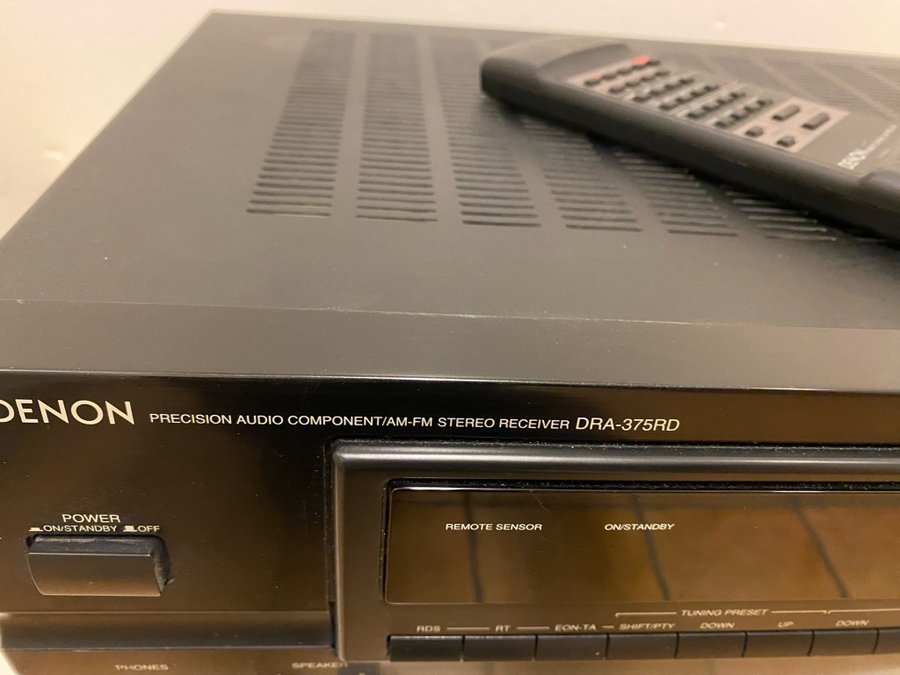 DENON
DENON PRECISION AUDIO COMPONENT/AM-FM STEREO RECEIVER DRA-375RD
POWER
ON/STANDBY OFF
REMOTE SENSOR ON/STANDBY
TUNING PRESET
RDS RT EON-TA SHIFT/PTY DOWN UP DOWN
PHONES SPEAKER